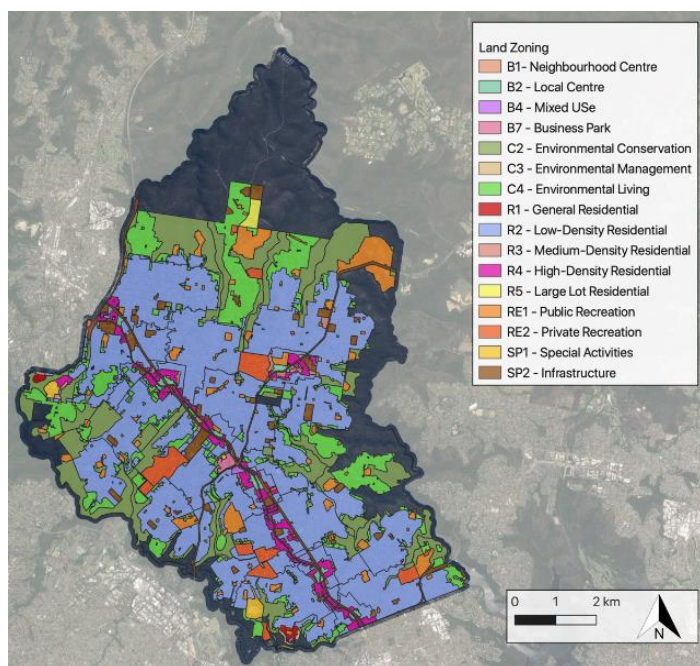 Land Zoning
B1- Neighbourhood Centre
B2 - Local Centre
B4 - Mixed USe
B7 - Business Park
C2 - Environmental Conservation
C3 - Environmental Management
C4 - Environmental Living
R1 - General Residential
R2 - Low-Density Residential
R3 - Medium-Density Residential
R4 - High-Density Residential
R5 - Large Lot Residential
RE1 - Public Recreation
RE2 - Private Recreation
SP1 - Special Activities
SP2 - Infrastructure
0 1 2 km
N